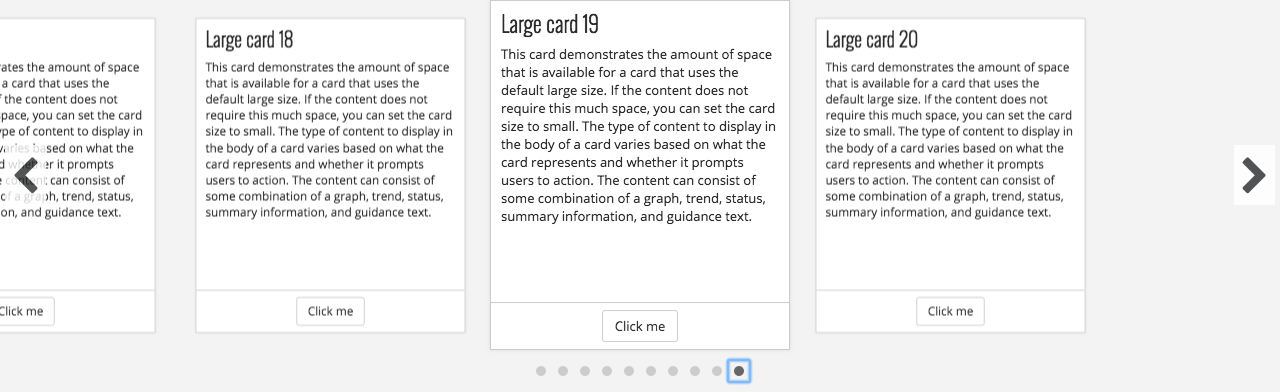 ates the amount of space
a card that uses the
f the content does not
pace, you can set the card
pe of content to display in
varies based on what the
it prompts
can consist of
of a graph, trend, status,
on, and guidance text.
Click me
Large card 18
This card demonstrates the amount of space
that is available for a card that uses the
default large size. If the content does not
require this much space, you can set the card
size to small. The type of content to display in
the body of a card varies based on what the
card represents and whether it prompts
users to action. The content can consist of
some combination of a graph, trend, status,
summary information, and guidance text.
Click me
Large card 19
This card demonstrates the amount of space
that is available for a card that uses the
default large size. If the content does not
require this much space, you can set the card
size to small. The type of content to display in
the body of a card varies based on what the
card represents and whether it prompts
users to action. The content can consist of
some combination of a graph, trend, status,
summary information, and guidance text.
Click me
Large card 20
This card demonstrates the amount of space
that is available for a card that uses the
default large size. If the content does not
require this much space, you can set the card
size to small. The type of content to display in
the body of a card varies based on what the
card represents and whether it prompts
users to action. The content can consist of
some combination of a graph, trend, status,
summary information, and guidance text.
Click me